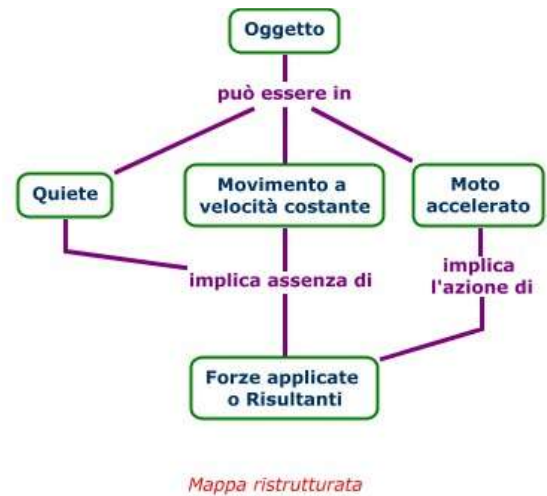 Oggetto
può essere in
Quiete
Movimento a
velocità costante
Moto
accelerato
implica assenza di
implica
l'azione di
Forze applicate
o Risultanti
Mappa ristrutturata